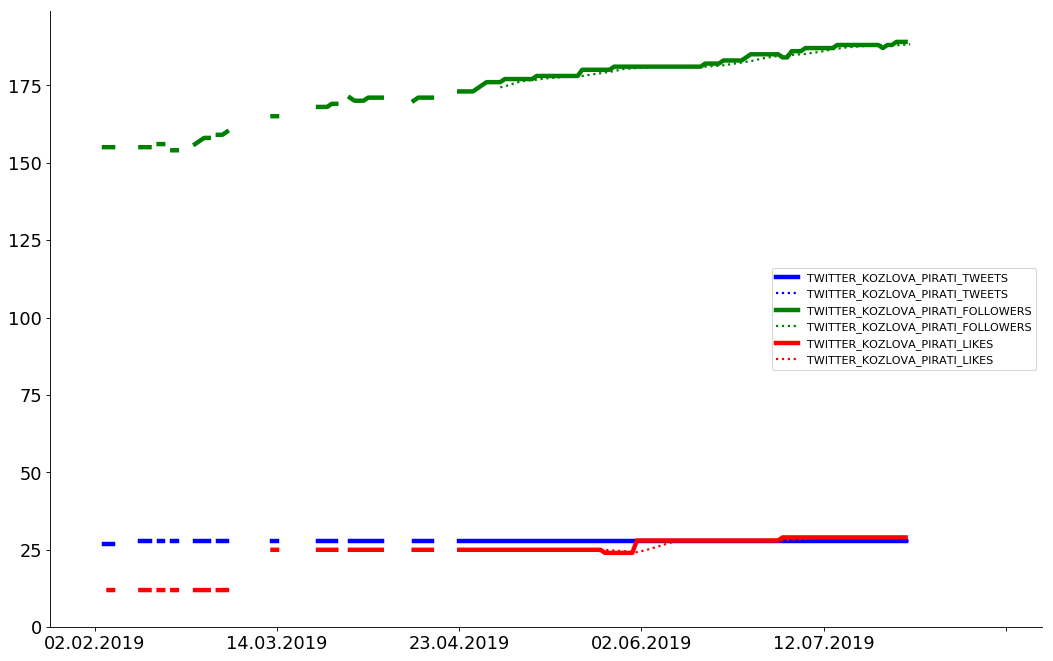 175
150
125
100
75
50
25
0
02.02.2019 14.03.2019 23.04.2019 02.06.2019 12.07.2019
TWITTER_KOZLOVA_PIRATI_TWEETS
TWITTER_KOZLOVA_PIRATI_TWEETS
TWITTER_KOZLOVA_PIRATI_FOLLOWERS
TWITTER_KOZLOVA_PIRATI_FOLLOWERS
TWITTER_KOZLOVA_PIRATI_LIKES
TWITTER_KOZLOVA_PIRATI_LIKES